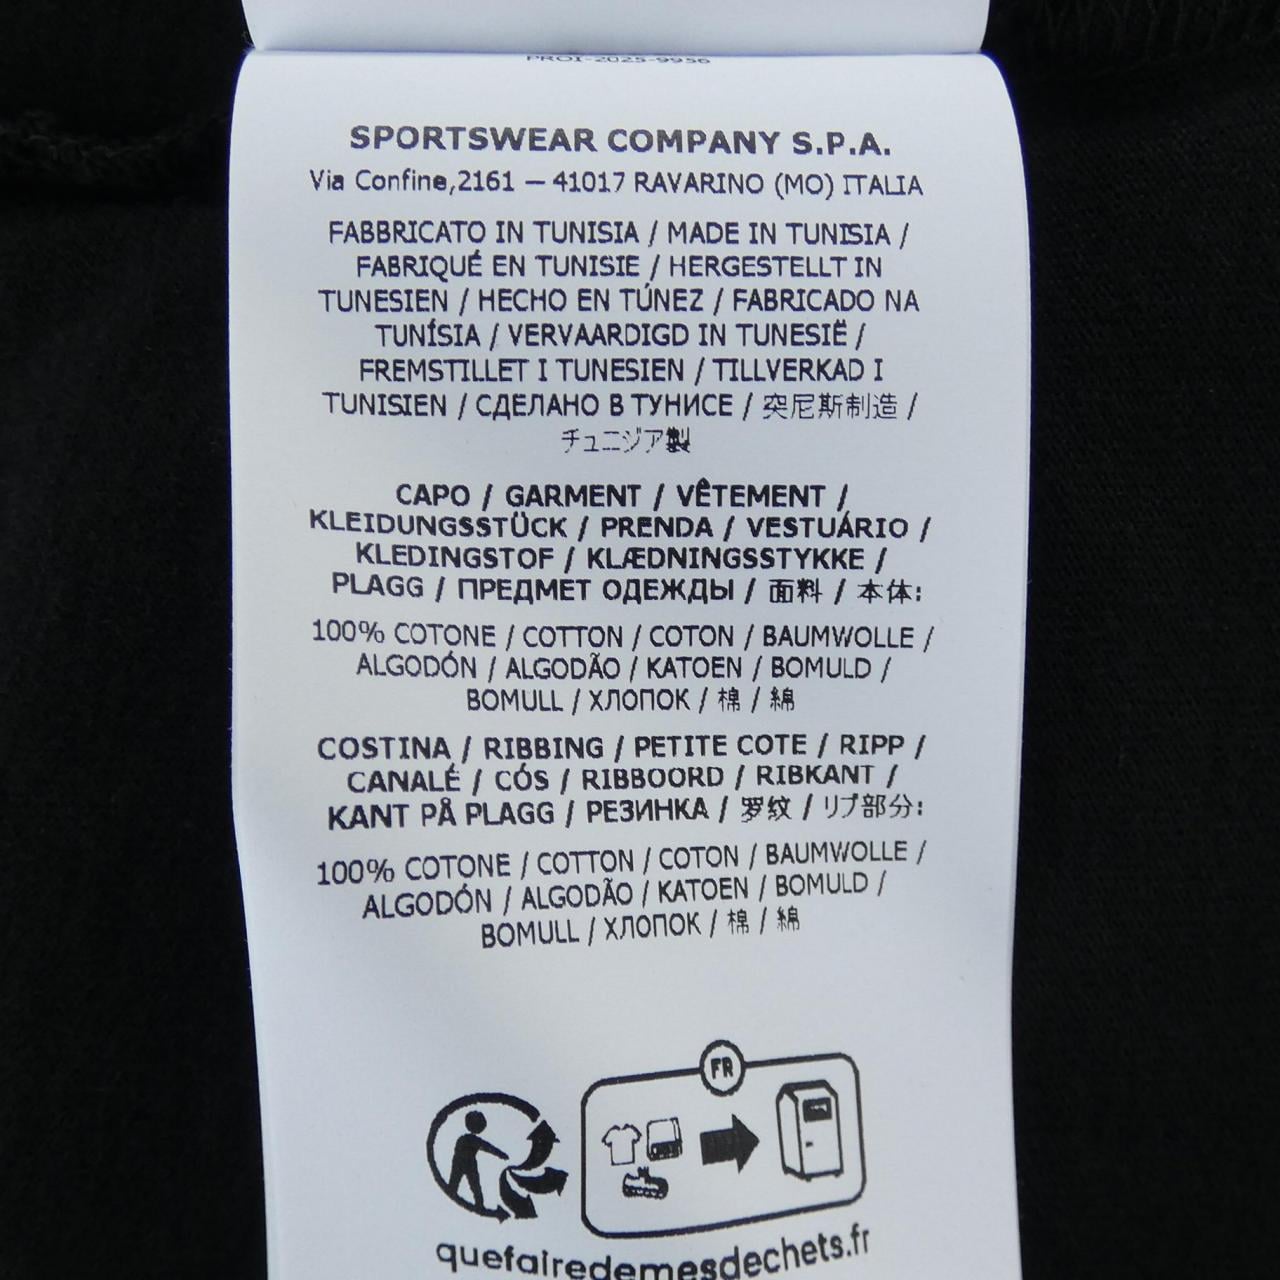 PROI-2025-9956
SPORTSWEAR COMPANY S.P.A.
Via Confine,2161 – 41017 RAVARINO (MO) ITALIA
FABBRICATO IN TUNISIA / MADE IN TUNISIA /
FABRIQUÉ EN TUNISIE / HERGESTELLT IN
TUNESIEN / HECHO EN TÚNEZ / FABRICADO NA
TUNÍSIA / VERVAARDIGD IN TUNESIË /
FREMSTILLET I TUNESIEN / TILLVERKAD I
TUNISIEN / СДЕЛАНО В ТУНИСЕ / 突尼斯制造 /
チュニジア製
CAPO / GARMENT / VÊTEMENT /
KLEIDUNGSSTÜCK / PRENDA / VESTUÁRIO /
KLEDINGSTOF / KLÆDNINGSSTYKKE /
PLAGG / ПРЕДМЕТ ОДЕЖДЫ / 面料 / 本体:
100% COTONE / COTTON / COTON / BAUMWOLLE /
ALGODÓN / ALGODÃO / KATOEN / BOMULD /
BOMULL / ХЛОПОК / 棉 / 綿
COSTINA / RIBBING / PETITE COTE / RIPP /
CANALÉ / CÓS / RIBBOORD / RIBKANT /
KANT PÅ PLAGG / РЕЗИНКА / 罗纹 / リブ部分:
100% COTONE / COTTON / COTON / BAUMWOLLE /
ALGODÓN / ALGODÃO / KATOEN / BOMULD /
BOMULL / ХЛОПОК / 棉 / 綿
FR
quefairedemesdechets.fr